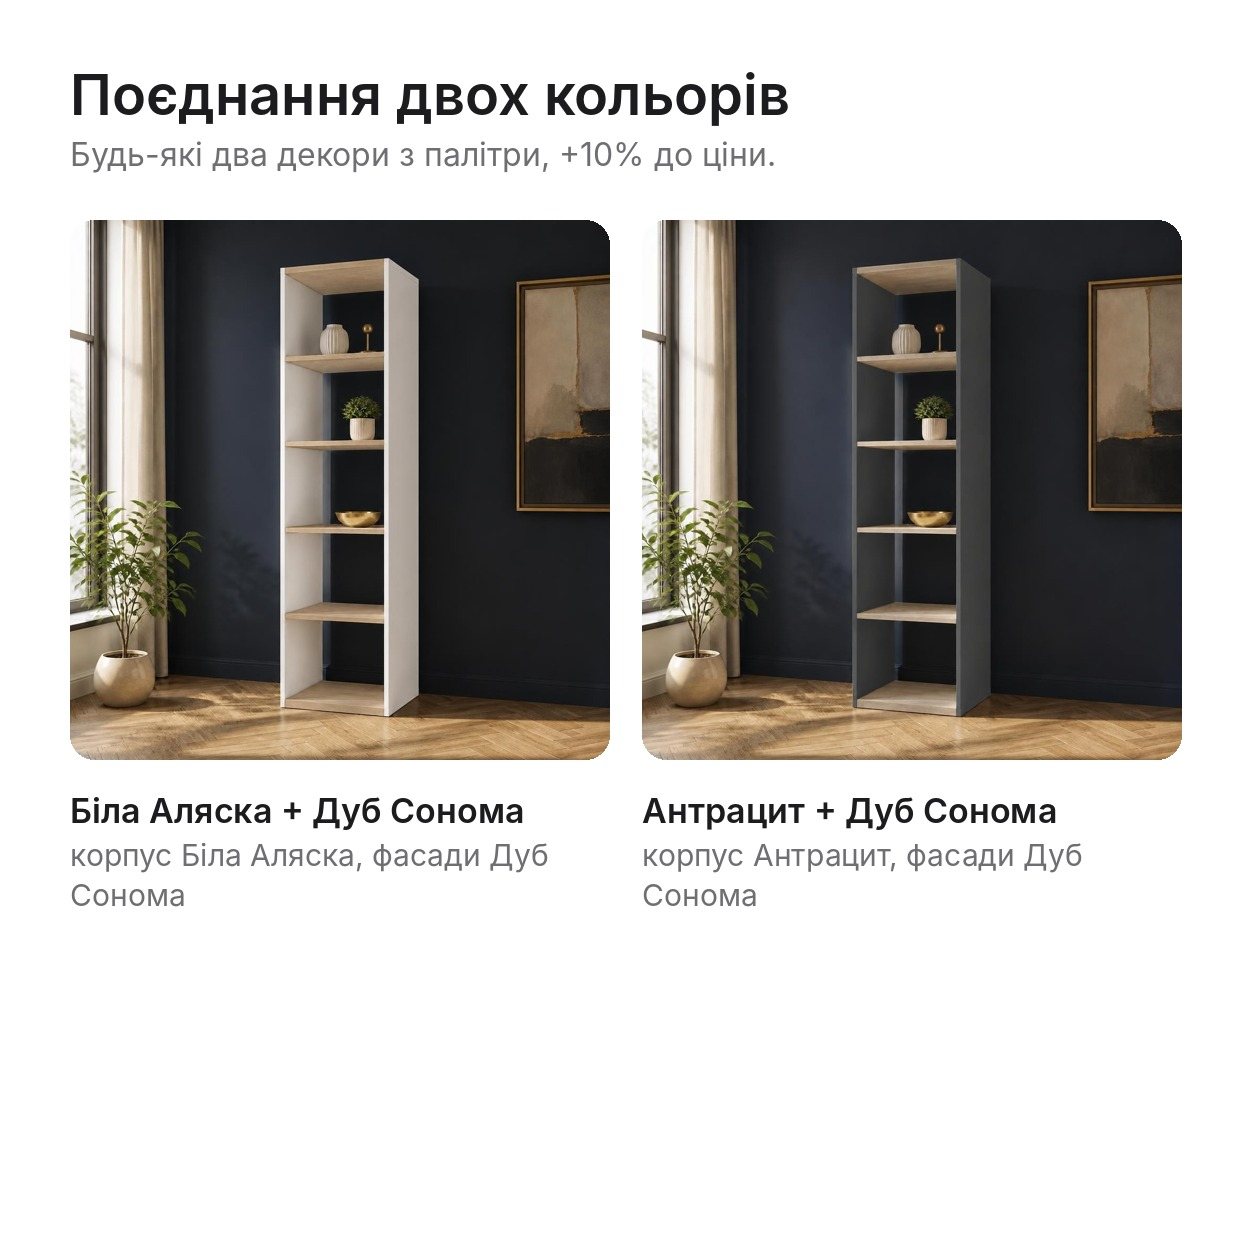 Поєднання двох кольорів
Будь-які два декори з палітри, +10% до ціни.
Біла Аляска + Дуб Сонома
корпус Біла Аляска, фасади Дуб
Сонома
Антрацит + Дуб Сонома
корпус Антрацит, фасади Дуб
Сонома